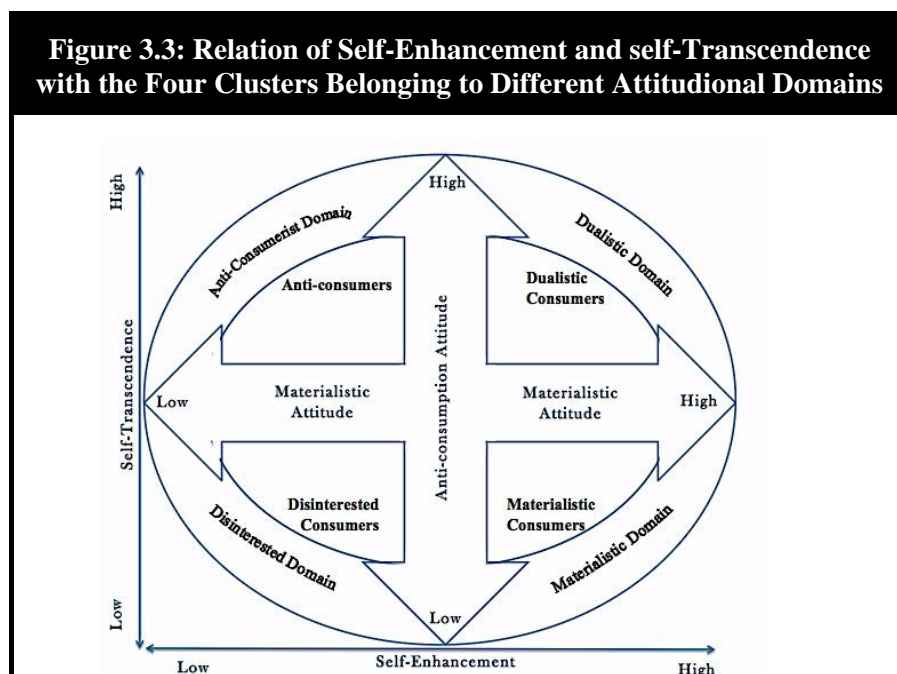 Figure 3.3: Relation of Self-Enhancement and self-Transcendence
with the Four Clusters Belonging to Different Attitudional Domains
High
High
Anti-Consumerist Domain
Dualistic Domain
Anti-consumers
Dualistic
Consumers
Self-Transcendence
Anti-consumption Attitude
Low
Materialistic
Attitude
Materialistic
Attitude
High
Disinterested
Consumers
Materialistic
Consumers
Disinterested Domain
Materialistic Domain
Low
Low
Low
Self-Enhancement
High